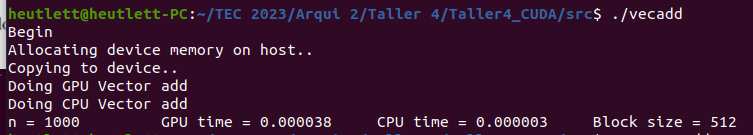 heutlett@heutlett-PC:~/TEC 2023/Arqui 2/Taller 4/Taller4_CUDA/src$ ./vecadd
Begin
Allocating device memory on host..
Copying to device..
Doing GPU Vector add
Doing CPU Vector add
n = 1000 GPU time = 0.000038 CPU time = 0.000003 Block size = 512